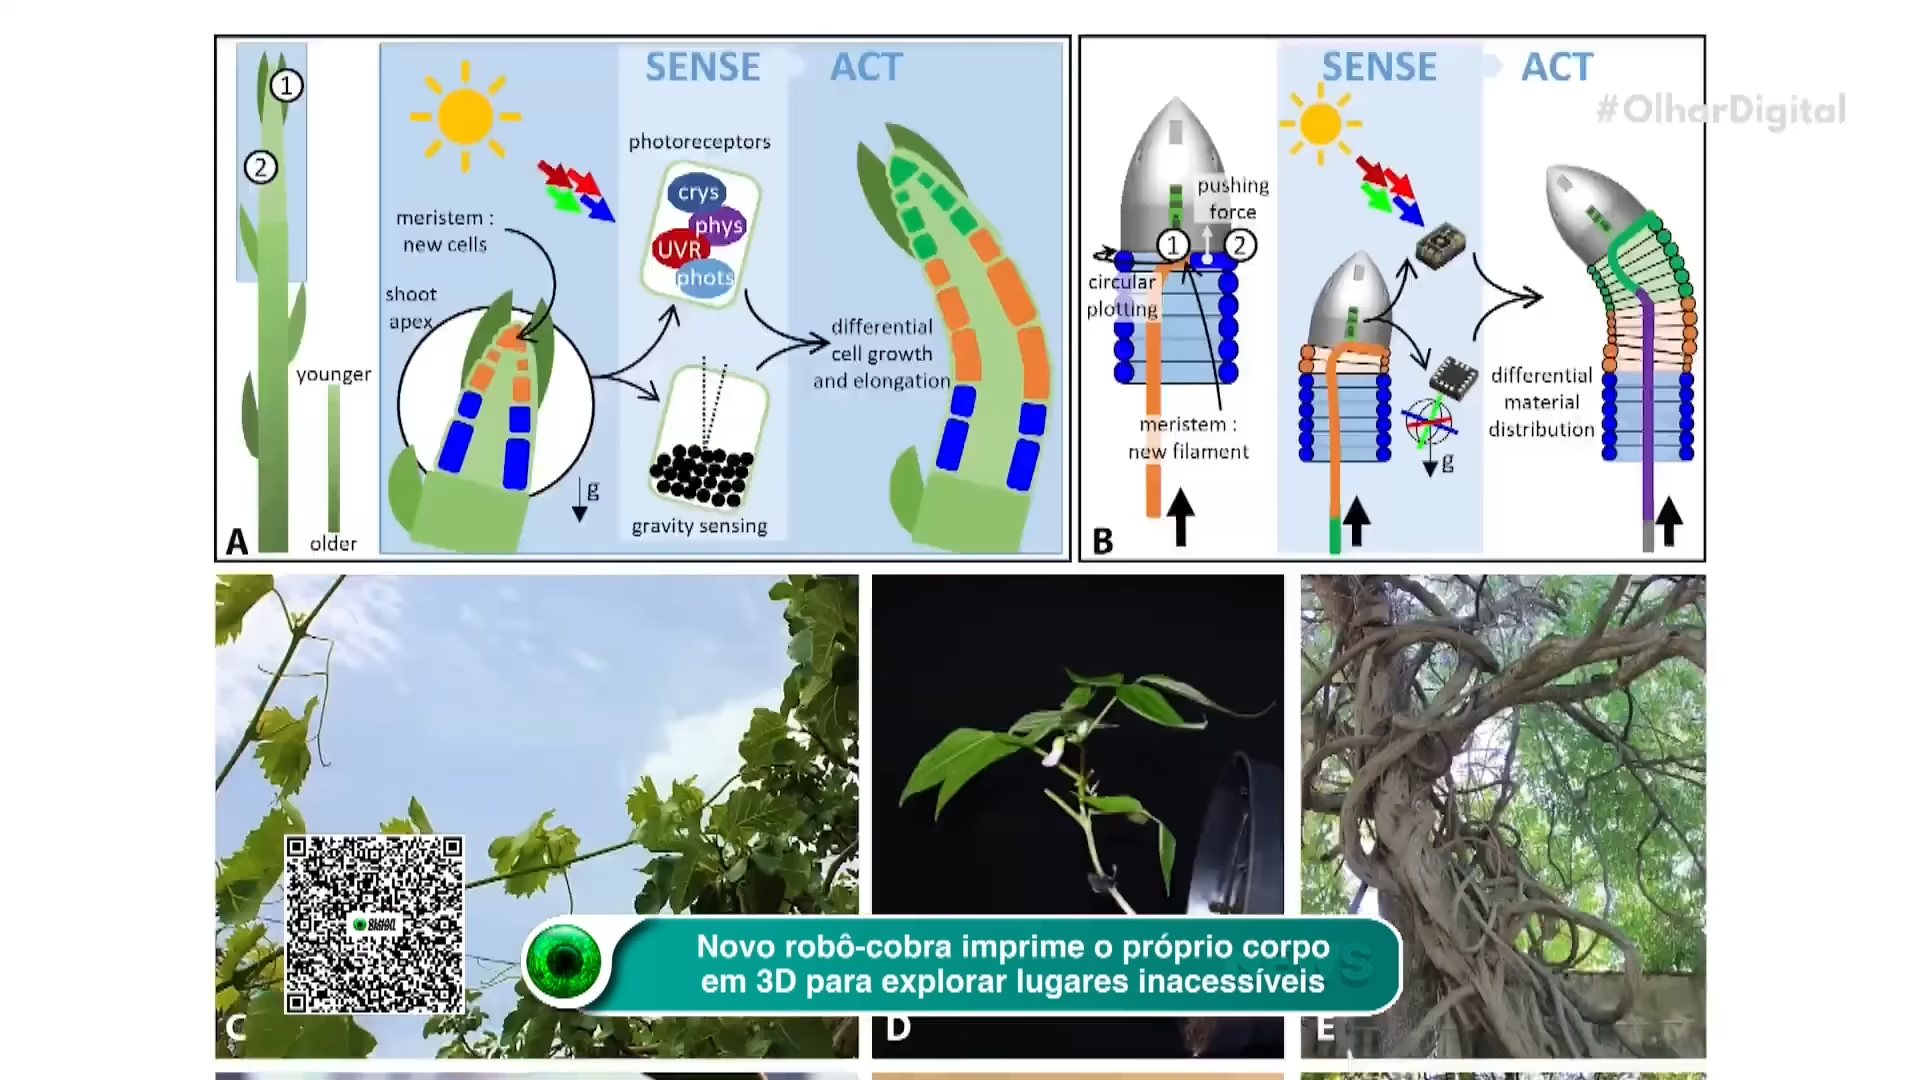 SENSE
ACT
SENSE
ACT
#OlharDigital
1
2
photoreceptors
crys
phys
UVR
phots
meristem :
new cells
shoot
apex
younger
older
differential
cell growth
and elongation
g
gravity sensing
A
pushing
force
1
2
circular
plotting
meristem :
new filament
g
differential
material
distribution
B
C
D
E
Novo robô-cobra imprime o próprio corpo
em 3D para explorar lugares inacessíveis